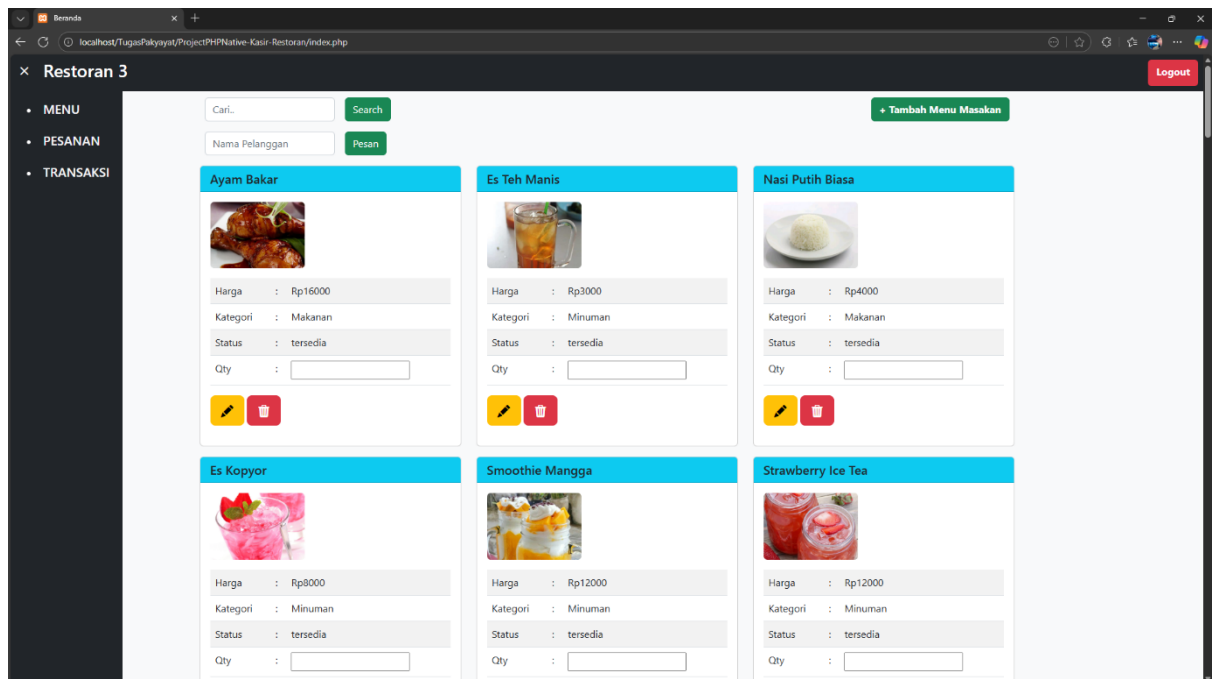 Beranda
localhost/TugasPakyayat/ProjectPHPNative-Kasir-Restoran/index.php
× Restoran 3 Logout
• MENU
• PESANAN
• TRANSAKSI
Cari.. Search + Tambah Menu Masakan
Nama Pelanggan Pesan
Ayam Bakar
Harga : Rp16000
Kategori : Makanan
Status : tersedia
Qty :
Es Teh Manis
Harga : Rp3000
Kategori : Minuman
Status : tersedia
Qty :
Nasi Putih Biasa
Harga : Rp4000
Kategori : Makanan
Status : tersedia
Qty :
Es Kopyor
Harga : Rp8000
Kategori : Minuman
Status : tersedia
Qty :
Smoothie Mangga
Harga : Rp12000
Kategori : Minuman
Status : tersedia
Qty :
Strawberry Ice Tea
Harga : Rp12000
Kategori : Minuman
Status : tersedia
Qty :